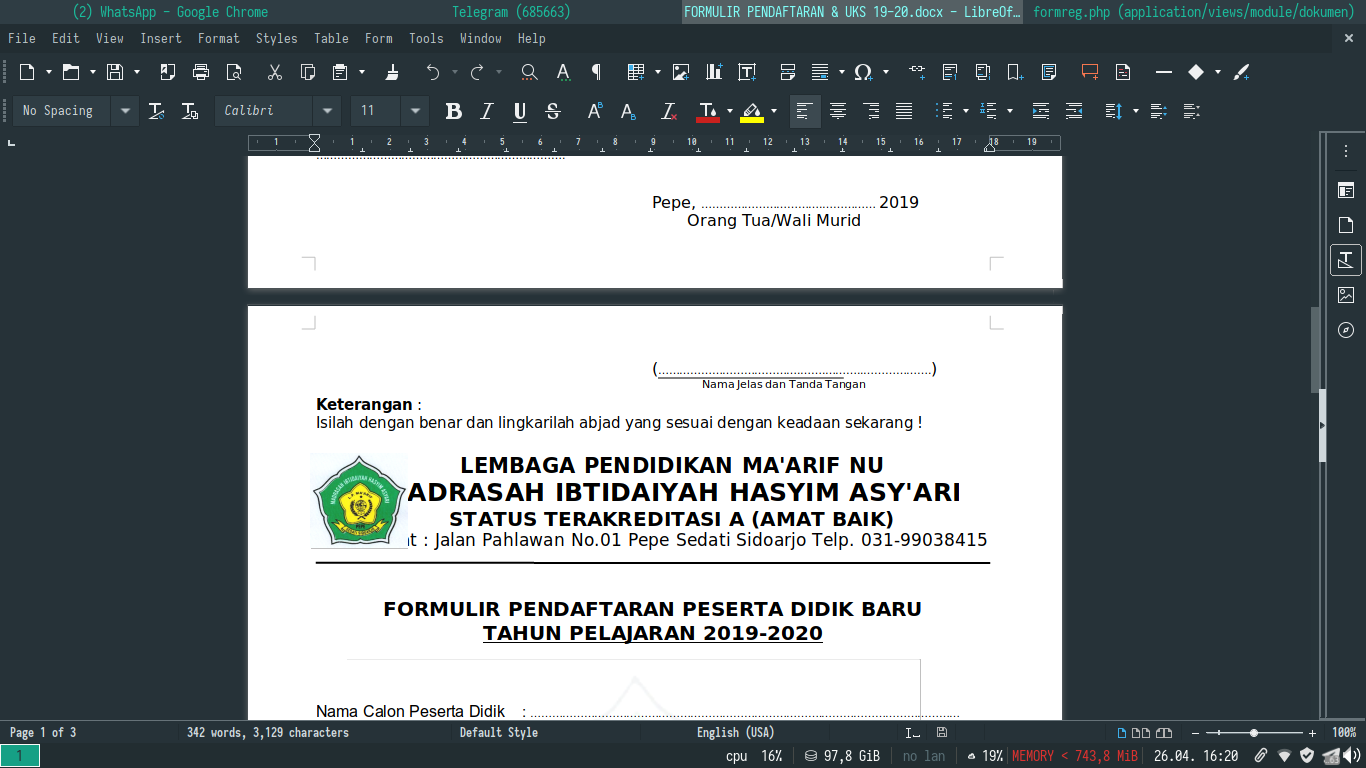 (2) WhatsApp - Google Chrome
Telegram (685663)
FORMULIR PENDAFTARAN & UKS 19-20.docx - LibreOf…
formreg.php (application/views/module/dokumen)
File Edit View Insert Format Styles Table Form Tools Window Help
No Spacing
Calibri
11
1 1 2 3 4 5 6 7 8 9 10 11 12 13 14 15 16 17 18 19
Pepe, ................................................ 2019
Orang Tua/Wali Murid
(...........................................................................)
Nama Jelas dan Tanda Tangan
Keterangan :
Isilah dengan benar dan lingkarilah abjad yang sesuai dengan keadaan sekarang !
LEMBAGA PENDIDIKAN MA'ARIF NU
ADRASAH IBTIDAIYAH HASYIM ASY'ARI
STATUS TERAKREDITASI A (AMAT BAIK)
t : Jalan Pahlawan No.01 Pepe Sedati Sidoarjo Telp. 031-99038415
MADRASAH IBTIDAIYAH HASYIM ASYARI
FORMULIR PENDAFTARAN PESERTA DIDIK BARU
TAHUN PELAJARAN 2019-2020
Nama Calon Peserta Didik : ......................................................................................................................
Page 1 of 3
342 words, 3,129 characters
Default Style
English (USA)
100%
1
cpu 16%
97,8 GiB
no lan
19%
MEMORY < 743,8 MiB
26.04. 16:20